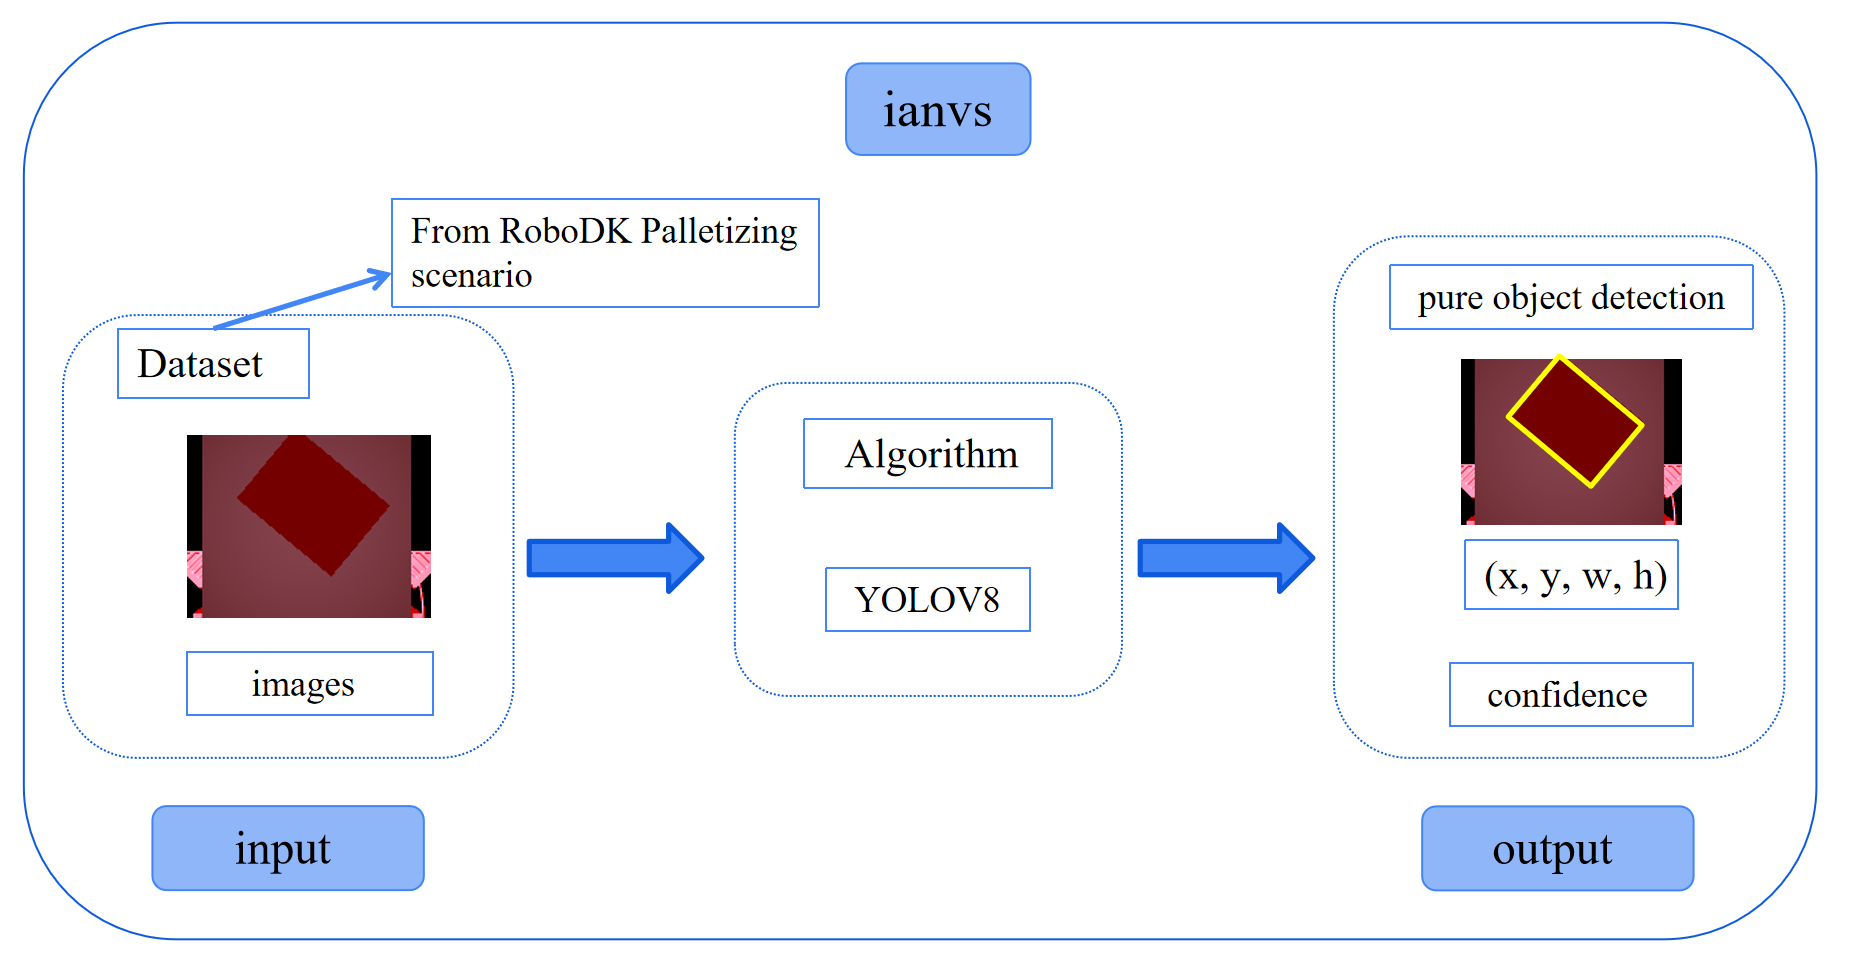 ianvs
From RoboDK Palletizing
scenario
Dataset
images
input
Algorithm
YOLOV8
pure object detection
(x, y, w, h)
confidence
output